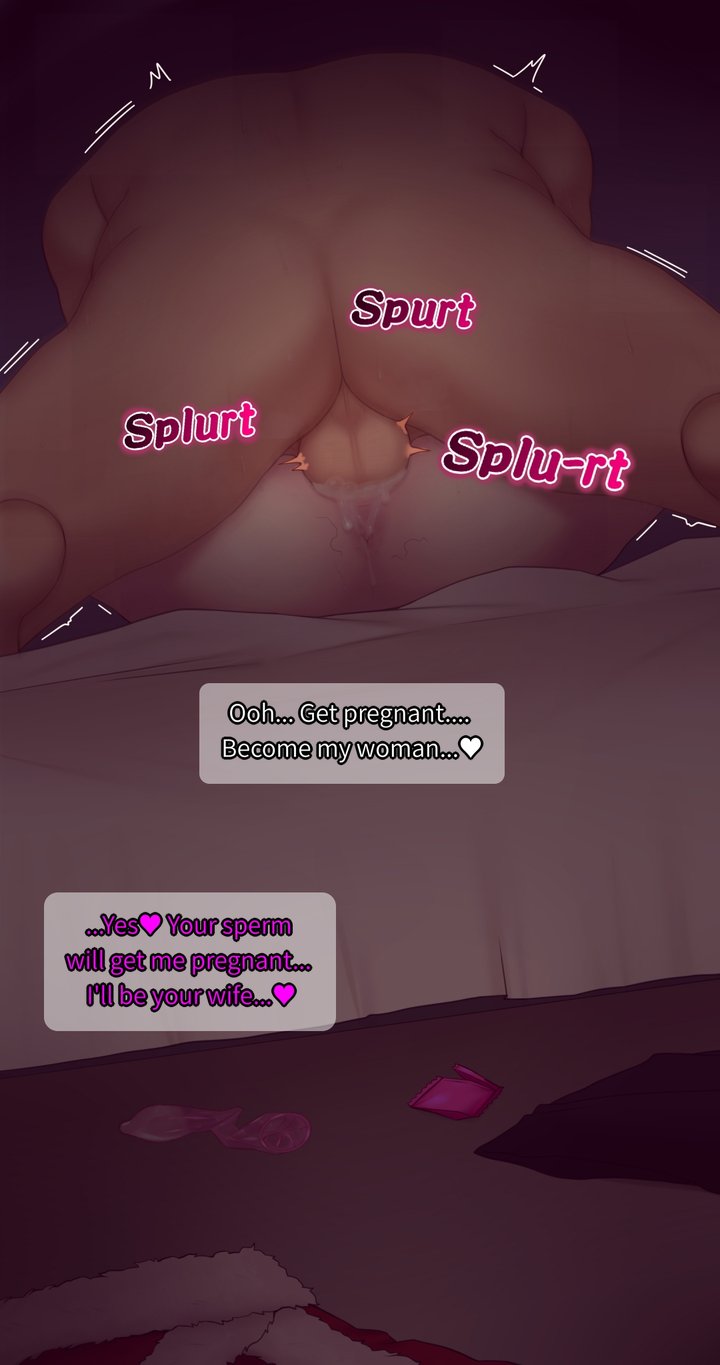 Spurt
Splurt
Splu-rt
Ooh... Get pregnant....
Become my woman...♥
...Yes♥ Your sperm
will get me pregnant...
I'll be your wife...♥